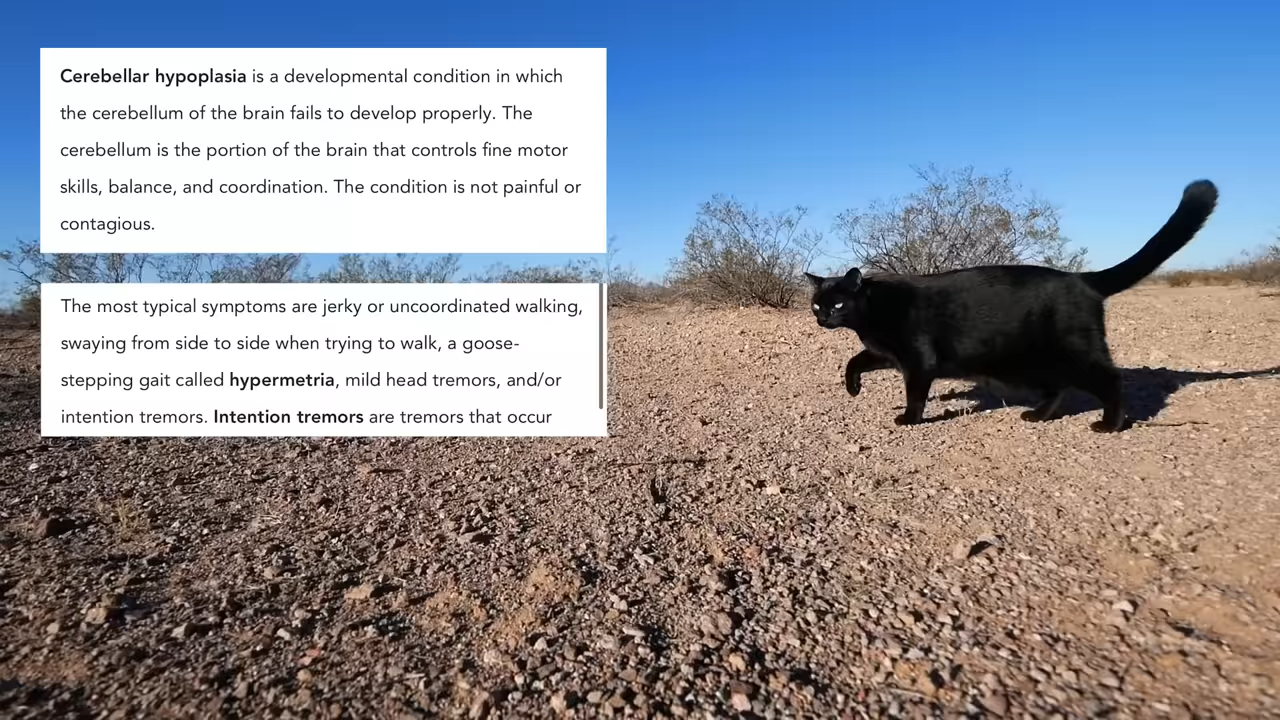 Cerebellar hypoplasia is a developmental condition in which
the cerebellum of the brain fails to develop properly. The
cerebellum is the portion of the brain that controls fine motor
skills, balance, and coordination. The condition is not painful or
contagious.
The most typical symptoms are jerky or uncoordinated walking,
swaying from side to side when trying to walk, a goose-
stepping gait called hypermetria, mild head tremors, and/or
intention tremors. Intention tremors are tremors that occur